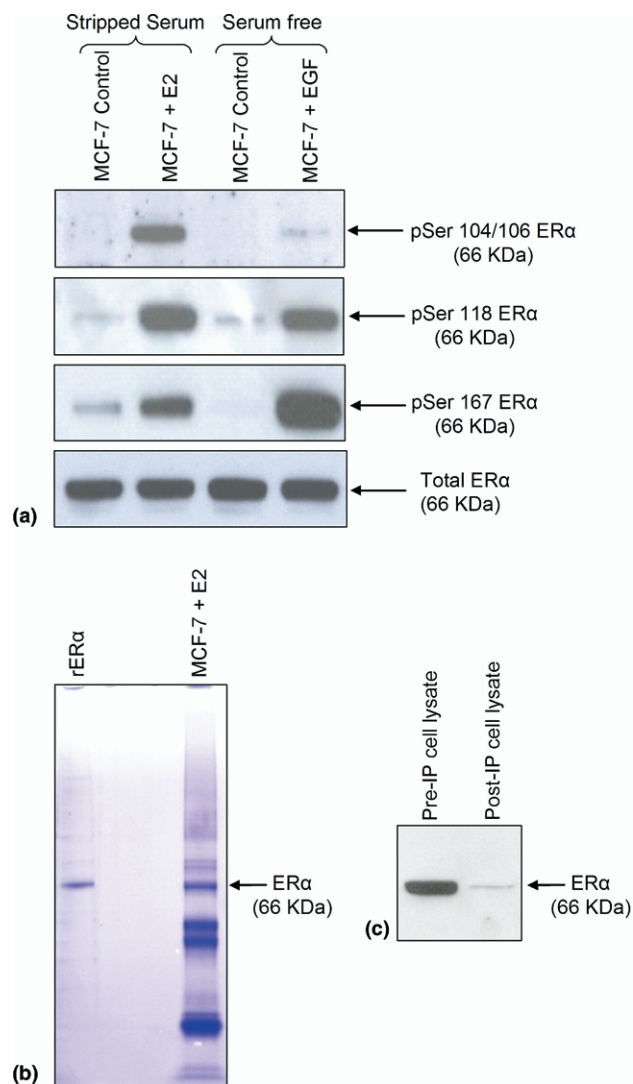 Stripped Serum
Serum free
MCF-7 Control
MCF-7 + E2
MCF-7 Control
MCF-7 + EGF
pSer 104/106 ERα
(66 KDa)
pSer 118 ERα
(66 KDa)
pSer 167 ERα
(66 KDa)
Total ERα
(66 KDa)
(a)
rERα
MCF-7 + E2
ERα
(66 KDa)
(b)
Pre-IP cell lysate
Post-IP cell lysate
ERα
(66 KDa)
(c)